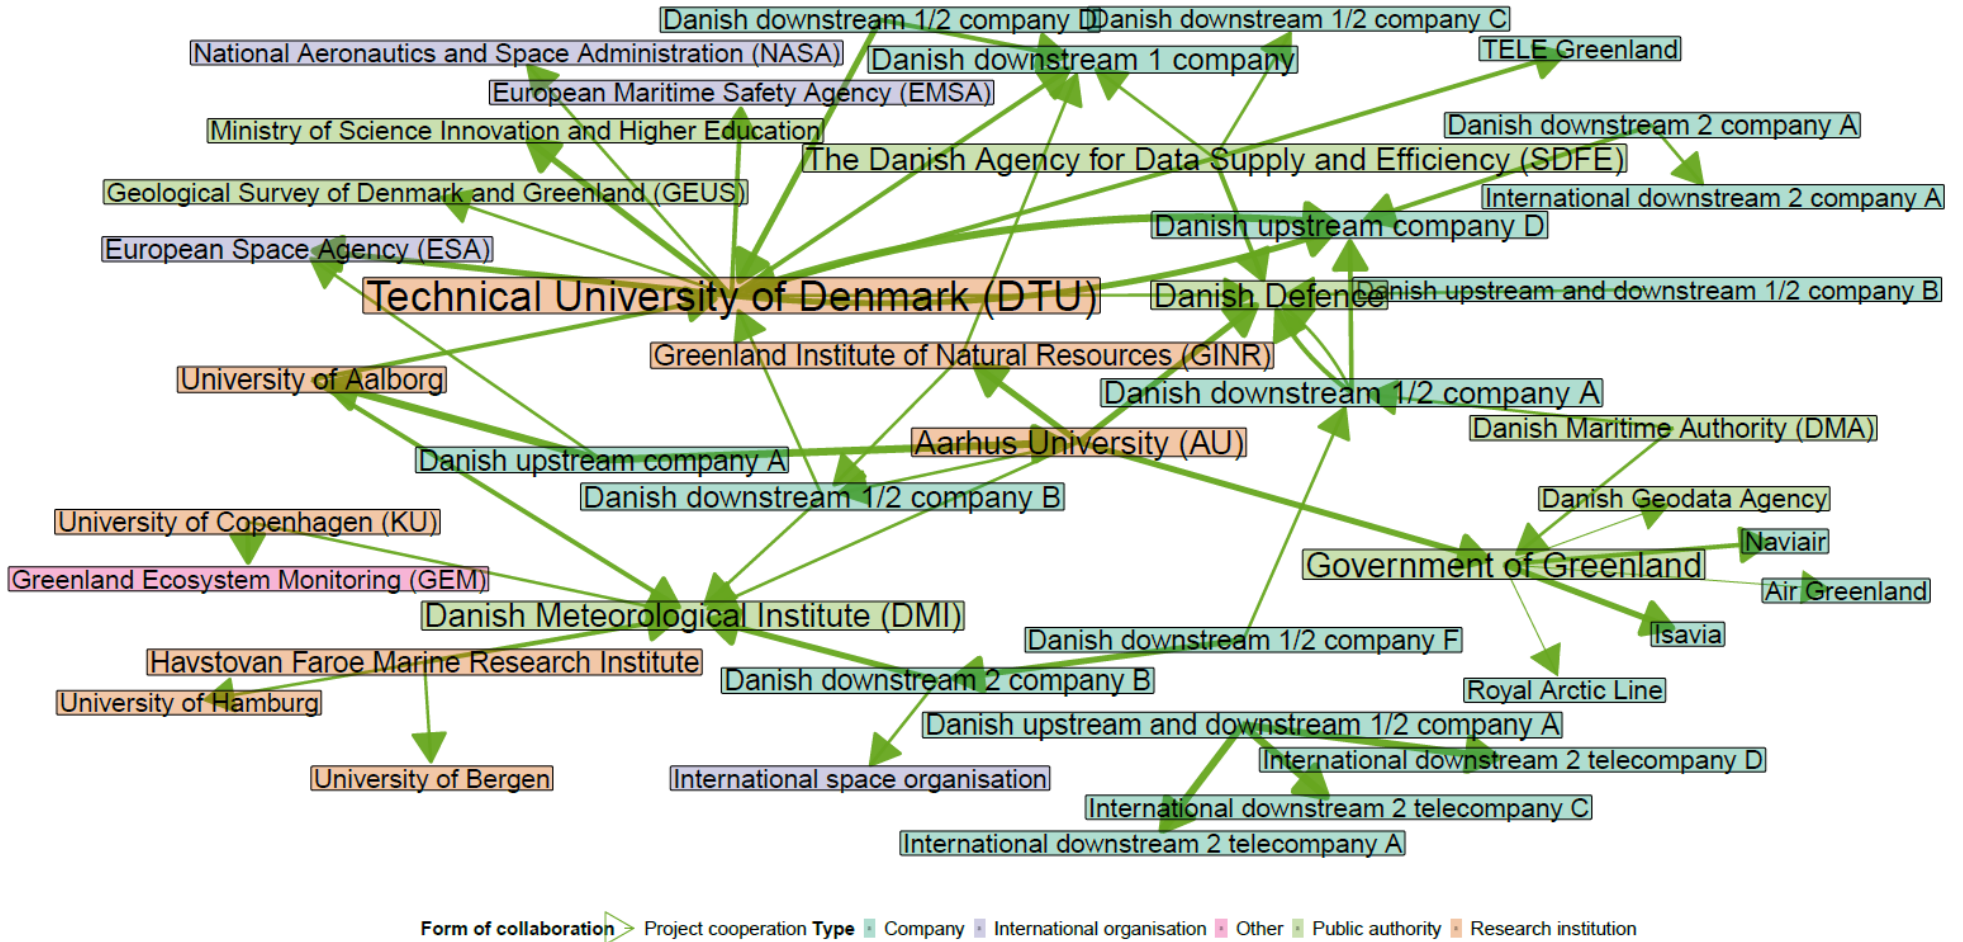 Danish downstream 1/2 company D
Danish downstream 1/2 company C
National Aeronautics and Space Administration (NASA)
Danish downstream 1 company
TELE Greenland
European Maritime Safety Agency (EMSA)
Ministry of Science Innovation and Higher Education
Danish downstream 2 company A
The Danish Agency for Data Supply and Efficiency (SDFE)
Geological Survey of Denmark and Greenland (GEUS)
International downstream 2 company A
Danish upstream company D
European Space Agency (ESA)
Technical University of Denmark (DTU)
Danish Defence
Danish upstream and downstream 1/2 company B
Greenland Institute of Natural Resources (GINR)
University of Aalborg
Danish downstream 1/2 company A
Danish Maritime Authority (DMA)
Aarhus University (AU)
Danish upstream company A
Danish downstream 1/2 company B
Danish Geodata Agency
University of Copenhagen (KU)
Naviair
Government of Greenland
Greenland Ecosystem Monitoring (GEM)
Air Greenland
Danish Meteorological Institute (DMI)
Isavia
Danish downstream 1/2 company F
Havstovan Faroe Marine Research Institute
Danish downstream 2 company B
Royal Arctic Line
University of Hamburg
Danish upstream and downstream 1/2 company A
International downstream 2 telecompany D
University of Bergen
International space organisation
International downstream 2 telecompany C
International downstream 2 telecompany A
Form of collaboration Project cooperation Type Company International organisation Other Public authority Research institution